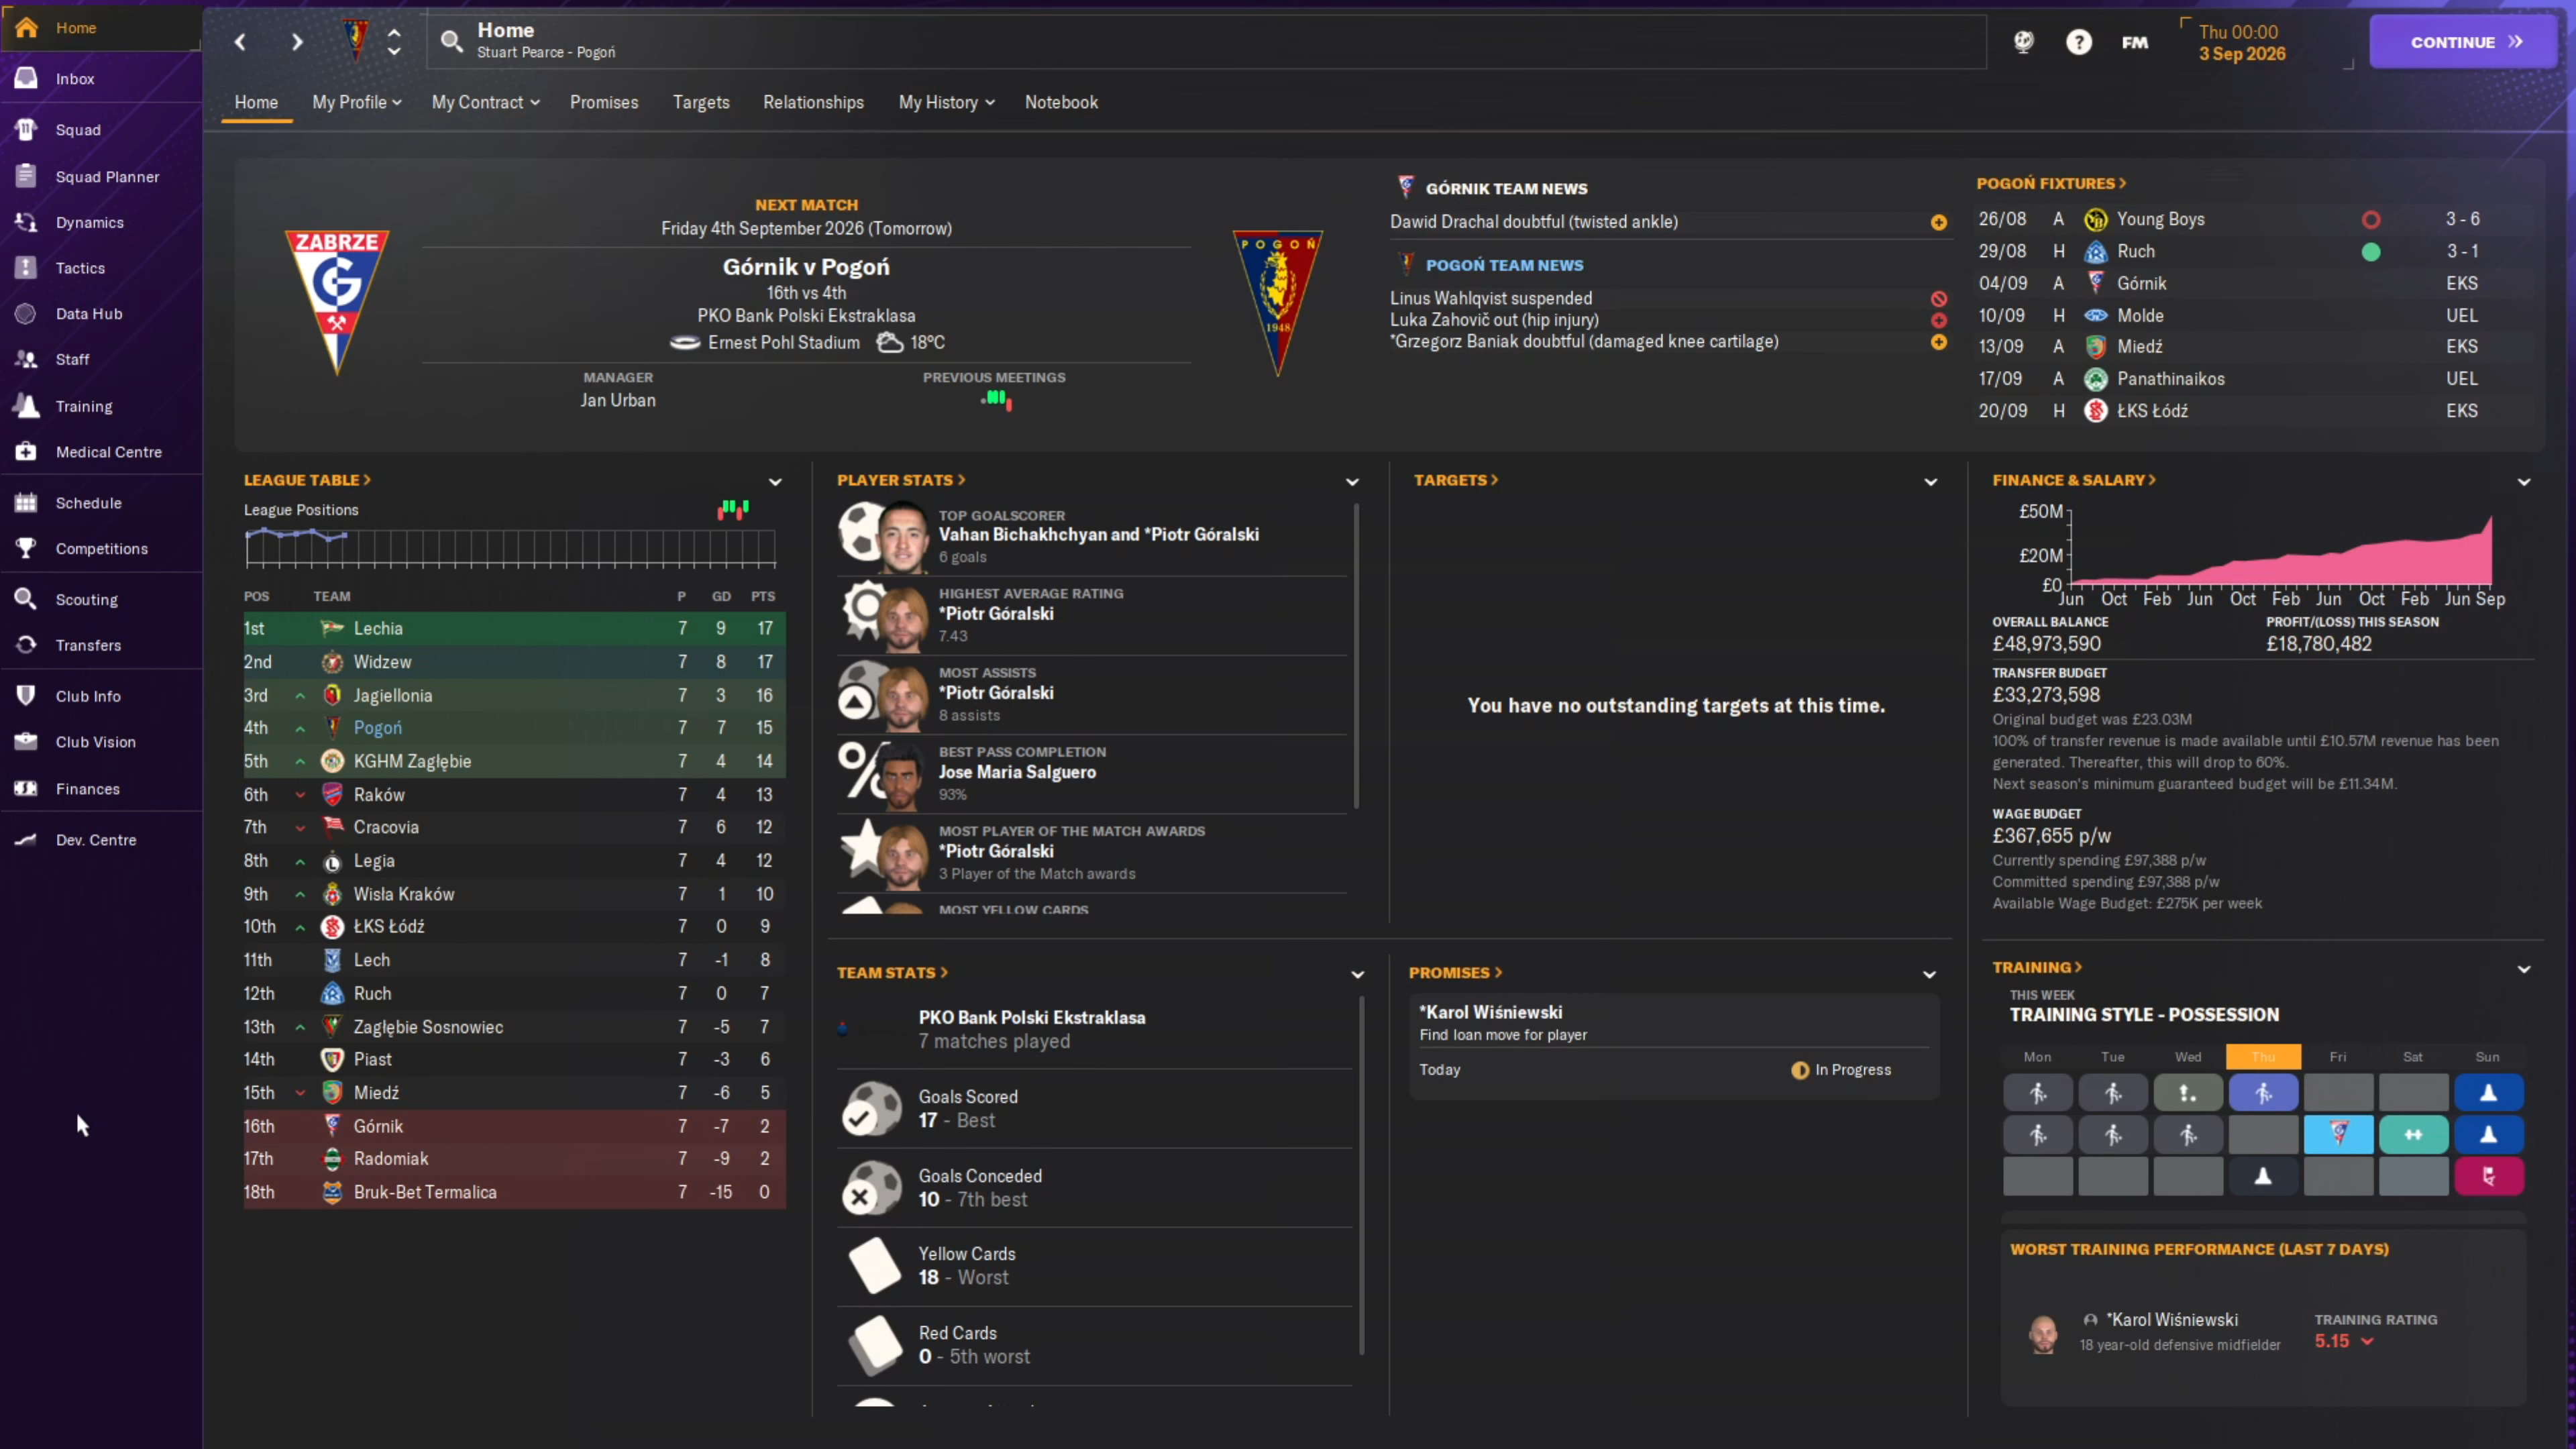 Home
Inbox
Squad
Squad Planner
Dynamics
Tactics
Data Hub
Staff
Training
Medical Centre
Schedule
Competitions
Scouting
Transfers
Club Info
Club Vision
Finances
Dev. Centre
Home
Stuart Pearce - Pogoń
FM
Thu 00:00
3 Sep 2026
CONTINUE
Home My Profile My Contract Promises Targets Relationships My History Notebook
ZABRZE
G
NEXT MATCH
Friday 4th September 2026 (Tomorrow)
Górnik v Pogoń
16th vs 4th
PKO Bank Polski Ekstraklasa
Ernest Pohl Stadium 18°C
MANAGER
Jan Urban
PREVIOUS MEETINGS
POGOŃ
1948
GÓRNIK TEAM NEWS
Dawid Drachal doubtful (twisted ankle)
POGOŃ TEAM NEWS
Linus Wahlqvist suspended
Luka Zahovič out (hip injury)
*Grzegorz Baniak doubtful (damaged knee cartilage)
POGOŃ FIXTURES
26/08 A Young Boys 3 - 6
29/08 H Ruch 3 - 1
04/09 A Górnik EKS
10/09 H Molde UEL
13/09 A Miedź EKS
17/09 A Panathinaikos UEL
20/09 H ŁKS Łódź EKS
LEAGUE TABLE
League Positions
POS TEAM P GD PTS
1st Lechia 7 9 17
2nd Widzew 7 8 17
3rd Jagiellonia 7 3 16
4th Pogoń 7 7 15
5th KGHM Zagłębie 7 4 14
6th Raków 7 4 13
7th Cracovia 7 6 12
8th Legia 7 4 12
9th Wisła Kraków 7 1 10
10th ŁKS Łódź 7 0 9
11th Lech 7 -1 8
12th Ruch 7 0 7
13th Zagłębie Sosnowiec 7 -5 7
14th Piast 7 -3 6
15th Miedź 7 -6 5
16th Górnik 7 -7 2
17th Radomiak 7 -9 2
18th Bruk-Bet Termalica 7 -15 0
PLAYER STATS
TOP GOALSCORER
Vahan Bichakhchyan and *Piotr Góralski
6 goals
HIGHEST AVERAGE RATING
*Piotr Góralski
7.43
MOST ASSISTS
*Piotr Góralski
8 assists
BEST PASS COMPLETION
Jose Maria Salguero
93%
MOST PLAYER OF THE MATCH AWARDS
*Piotr Góralski
3 Player of the Match awards
MOST YELLOW CARDS
TARGETS
You have no outstanding targets at this time.
FINANCE & SALARY
£50M
£20M
£0
Jun Oct Feb Jun Oct Feb Jun Oct Feb Jun Sep
OVERALL BALANCE PROFIT/(LOSS) THIS SEASON
£48,973,590 £18,780,482
TRANSFER BUDGET
£33,273,598
Original budget was £23.03M
100% of transfer revenue is made available until £10.57M revenue has been
generated. Thereafter, this will drop to 60%.
Next season's minimum guaranteed budget will be £11.34M.
WAGE BUDGET
£367,655 p/w
Currently spending £97,388 p/w
Committed spending £97,388 p/w
Available Wage Budget: £275K per week
TEAM STATS
PKO Bank Polski Ekstraklasa
7 matches played
Goals Scored
17 - Best
Goals Conceded
10 - 7th best
Yellow Cards
18 - Worst
Red Cards
0 - 5th worst
PROMISES
*Karol Wiśniewski
Find loan move for player
Today In Progress
TRAINING
THIS WEEK
TRAINING STYLE - POSSESSION
Mon Tue Wed Thu Fri Sat Sun
WORST TRAINING PERFORMANCE (LAST 7 DAYS)
*Karol Wiśniewski
18 year-old defensive midfielder
TRAINING RATING
5.15